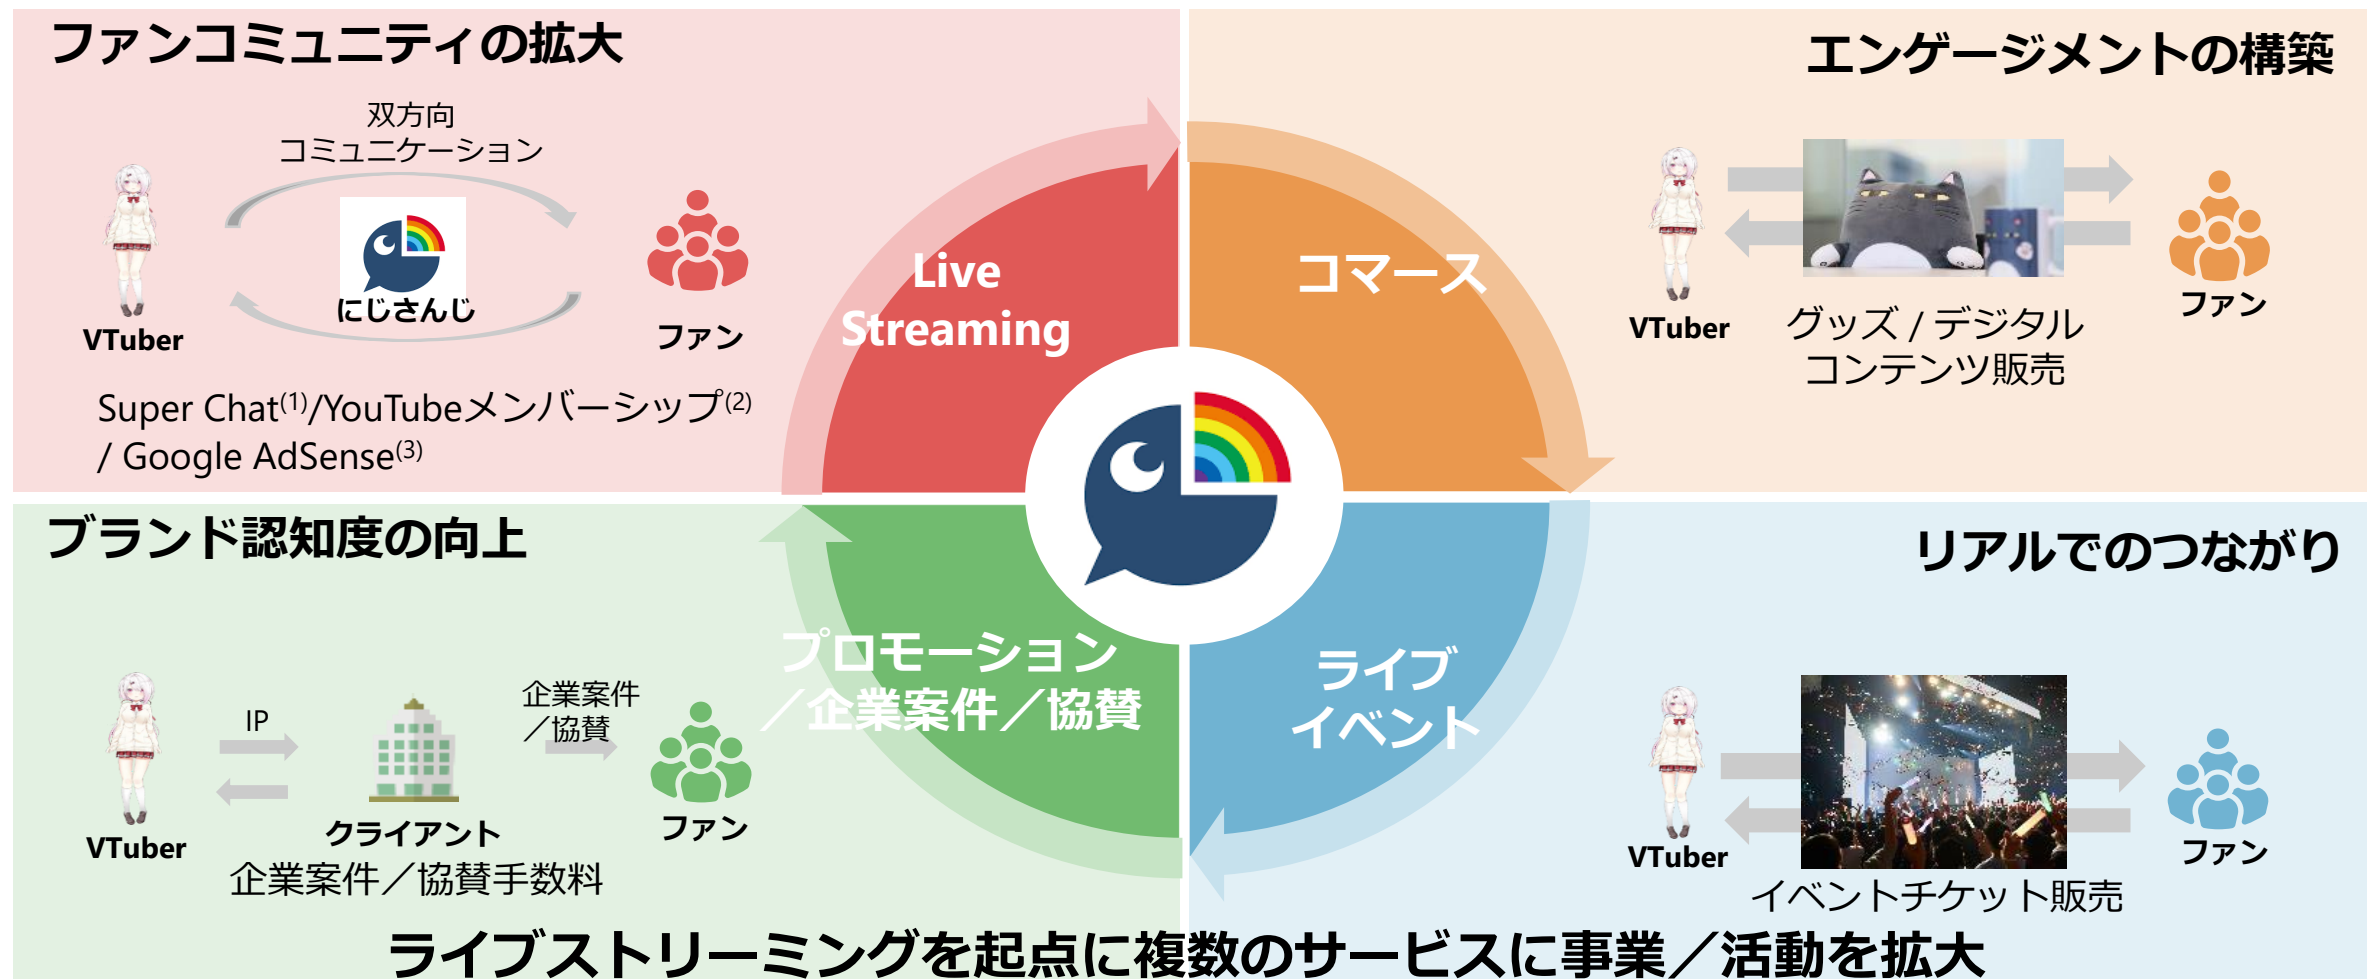 ファンコミュニティの拡大
双方向
コミュニケーション
にじさんじ
VTuber
ファン
Super Chat(1)/YouTubeメンバーシップ(2)
/ Google AdSense(3)
Live
Streaming
エンゲージメントの構築
コマース
VTuber
ファン
グッズ / デジタル
コンテンツ販売
ブランド認知度の向上
IP
企業案件
／協賛
VTuber
クライアント
ファン
企業案件／協賛手数料
プロモーション
／企業案件／協賛
リアルでのつながり
ライブ
イベント
VTuber
ファン
イベントチケット販売
ライブストリーミングを起点に複数のサービスに事業／活動を拡大